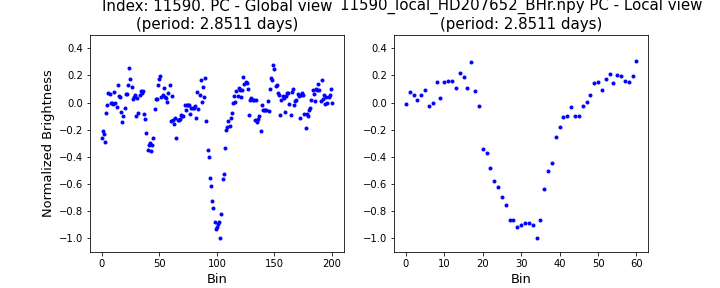 Index: 11590. PC - Global view
(period: 2.8511 days)
11590_local_HD207652_BHr.npy PC - Local view
(period: 2.8511 days)
Normalized Brightness
0.4
0.2
0.0
−0.2
−0.4
−0.6
−0.8
−1.0
0 50 100 150 200
Bin
0.4
0.2
0.0
−0.2
−0.4
−0.6
−0.8
−1.0
0 10 20 30 40 50 60
Bin